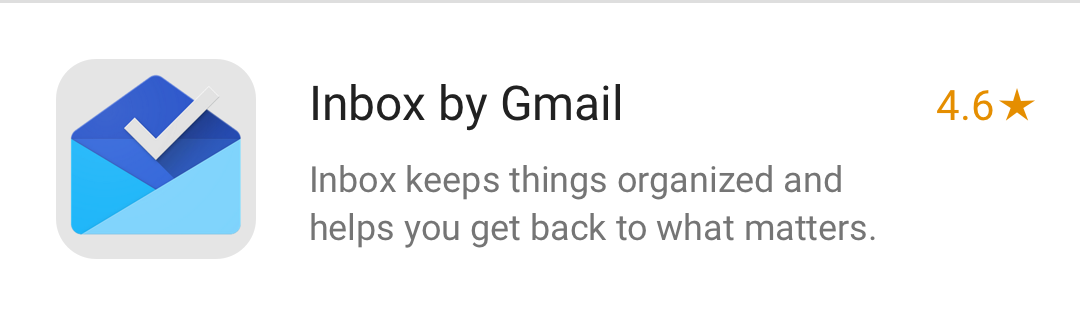 Inbox by Gmail
4.6★
Inbox keeps things organized and
helps you get back to what matters.